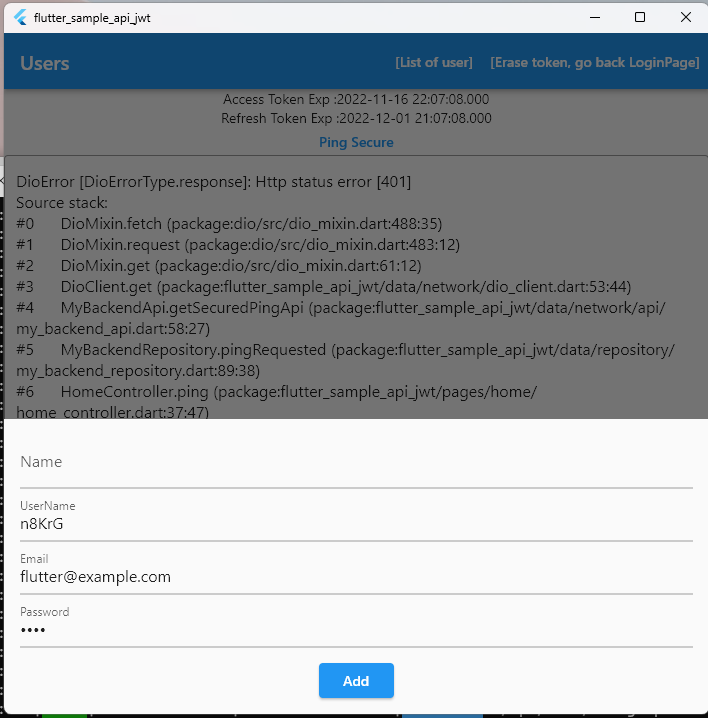 flutter_sample_api_jwt
Users
[List of user]
[Erase token, go back LoginPage]
Access Token Exp :2022-11-16 22:07:08.000
Refresh Token Exp :2022-12-01 21:07:08.000
Ping Secure
DioError [DioErrorType.response]: Http status error [401]
Source stack:
#0 DioMixin.fetch (package:dio/src/dio_mixin.dart:488:35)
#1 DioMixin.request (package:dio/src/dio_mixin.dart:483:12)
#2 DioMixin.get (package:dio/src/dio_mixin.dart:61:12)
#3 DioClient.get (package:flutter_sample_api_jwt/data/network/dio_client.dart:53:44)
#4 MyBackendApi.getSecuredPingApi (package:flutter_sample_api_jwt/data/network/api/
my_backend_api.dart:58:27)
#5 MyBackendRepository.pingRequested (package:flutter_sample_api_jwt/data/repository/
my_backend_repository.dart:89:38)
#6 HomeController.ping (package:flutter_sample_api_jwt/pages/home/
home_controller.dart:37:47)
Name
UserName
n8KrG
Email
flutter@example.com
Password
••••
Add